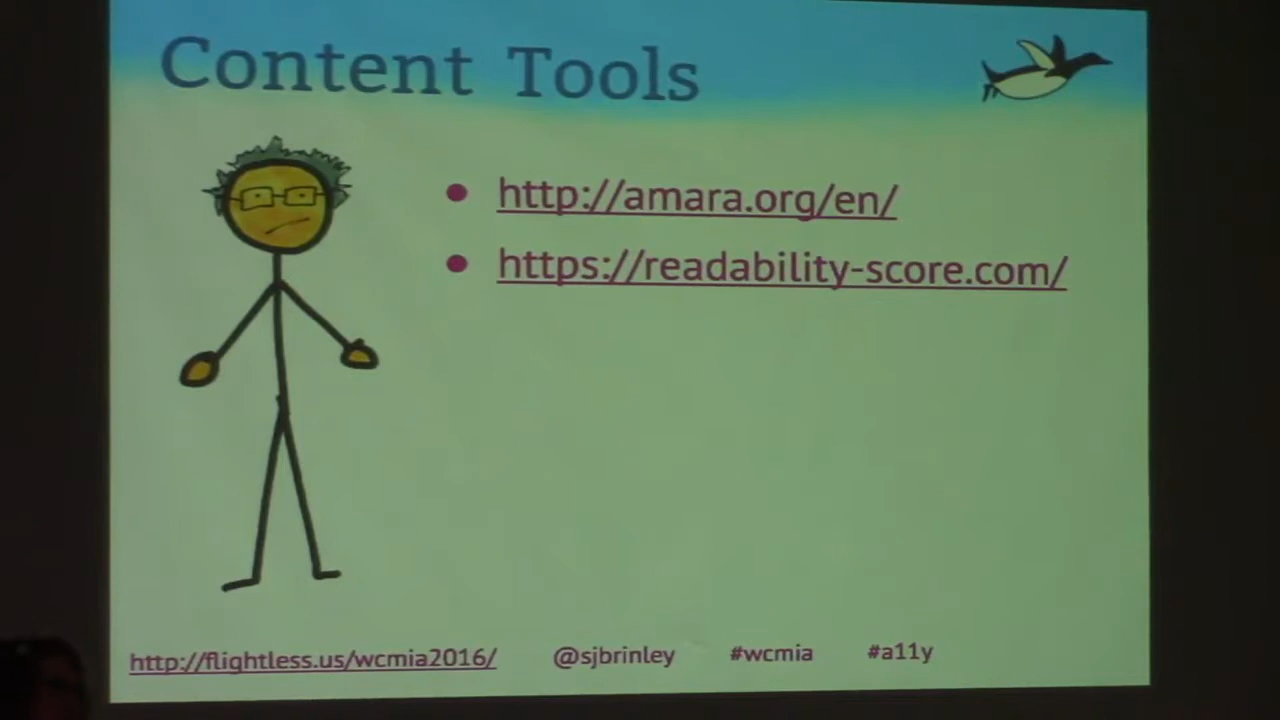 Content Tools
http://amara.org/en/
https://readability-score.com/
http://flightless.us/wcmia2016/ @sjbrinley #wcmia #a11y